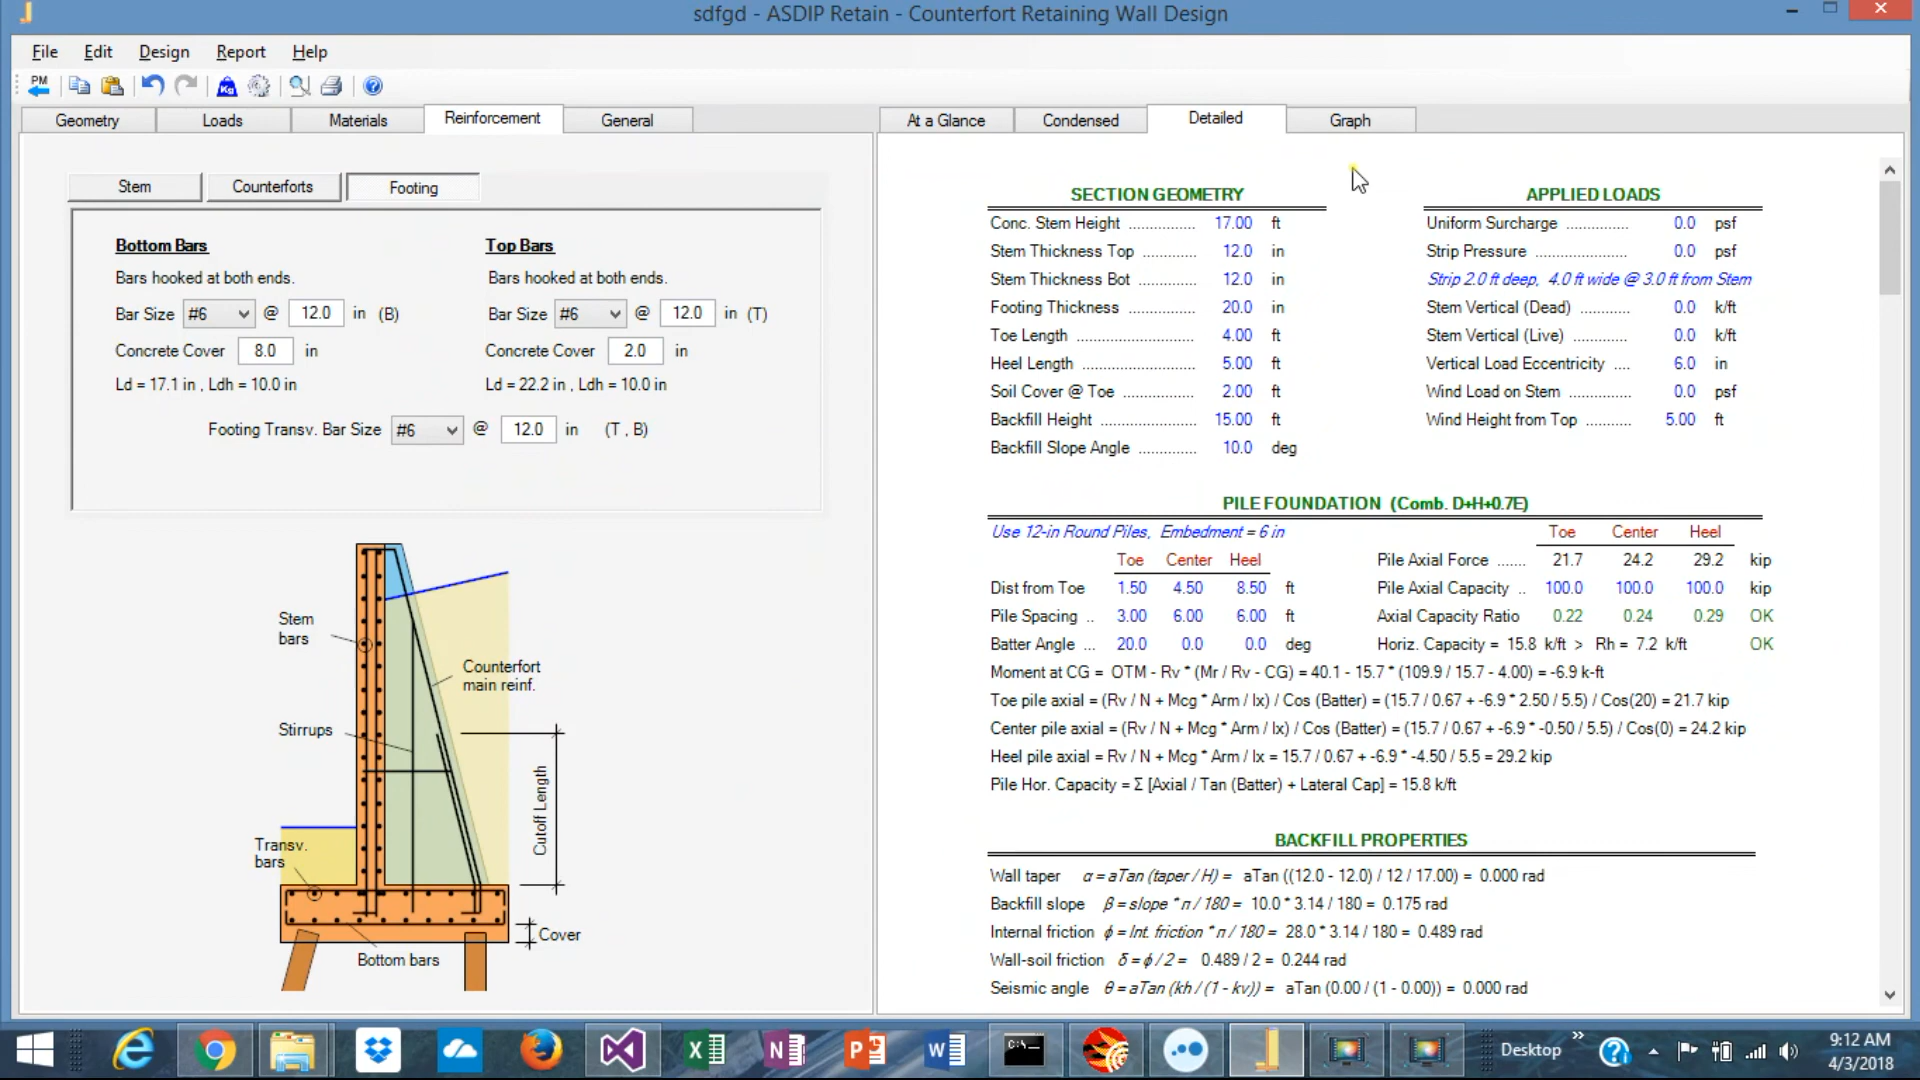 sdfgd - ASDIP Retain - Counterfort Retaining Wall Design
File Edit Design Report Help
PM
Kg
Geometry Loads Materials Reinforcement General
At a Glance Condensed Detailed Graph
Stem Counterforts Footing
Bottom Bars
Bars hooked at both ends.
Bar Size #6 @ 12.0 in (B)
Concrete Cover 8.0 in
Ld = 17.1 in , Ldh = 10.0 in
Top Bars
Bars hooked at both ends.
Bar Size #6 @ 12.0 in (T)
Concrete Cover 2.0 in
Ld = 22.2 in , Ldh = 10.0 in
Footing Transv. Bar Size #6 @ 12.0 in (T , B)
Stem
bars
Counterfort
main reinf.
Stirrups
Cutoff Length
Transv.
bars
Cover
Bottom bars
SECTION GEOMETRY
Conc. Stem Height ............... 17.00 ft
Stem Thickness Top ............ 12.0 in
Stem Thickness Bot ............. 12.0 in
Footing Thickness ............... 20.0 in
Toe Length .......................... 4.00 ft
Heel Length ......................... 5.00 ft
Soil Cover @ Toe ................ 2.00 ft
Backfill Height ..................... 15.00 ft
Backfill Slope Angle ............. 10.0 deg
APPLIED LOADS
Uniform Surcharge .............. 0.0 psf
Strip Pressure ..................... 0.0 psf
Strip 2.0 ft deep, 4.0 ft wide @ 3.0 ft from Stem
Stem Vertical (Dead) ........... 0.0 k/ft
Stem Vertical (Live) ............. 0.0 k/ft
Vertical Load Eccentricity .... 6.0 in
Wind Load on Stem ............. 0.0 psf
Wind Height from Top .......... 5.00 ft
PILE FOUNDATION (Comb. D+H+0.7E)
Use 12-in Round Piles, Embedment = 6 in
Toe Center Heel
Dist from Toe 1.50 4.50 8.50 ft
Pile Spacing .. 3.00 6.00 6.00 ft
Batter Angle ... 20.0 0.0 0.0 deg
Toe Center Heel
Pile Axial Force ....... 21.7 24.2 29.2 kip
Pile Axial Capacity .. 100.0 100.0 100.0 kip
Axial Capacity Ratio 0.22 0.24 0.29 OK
Horiz. Capacity = 15.8 k/ft > Rh = 7.2 k/ft OK
Moment at CG = OTM - Rv * (Mr / Rv - CG) = 40.1 - 15.7 * (109.9 / 15.7 - 4.00) = -6.9 k-ft
Toe pile axial = (Rv / N + Mcg * Arm / Ix) / Cos (Batter) = (15.7 / 0.67 + -6.9 * 2.50 / 5.5) / Cos(20) = 21.7 kip
Center pile axial = (Rv / N + Mcg * Arm / Ix) / Cos (Batter) = (15.7 / 0.67 + -6.9 * -0.50 / 5.5) / Cos(0) = 24.2 kip
Heel pile axial = Rv / N + Mcg * Arm / Ix = 15.7 / 0.67 + -6.9 * -4.50 / 5.5 = 29.2 kip
Pile Hor. Capacity = Σ [Axial / Tan (Batter) + Lateral Cap] = 15.8 k/ft
BACKFILL PROPERTIES
Wall taper α = aTan (taper / H) = aTan ((12.0 - 12.0) / 12 / 17.00) = 0.000 rad
Backfill slope β = slope * π / 180 = 10.0 * 3.14 / 180 = 0.175 rad
Internal friction ϕ = Int. friction * π / 180 = 28.0 * 3.14 / 180 = 0.489 rad
Wall-soil friction δ = ϕ / 2 = 0.489 / 2 = 0.244 rad
Seismic angle θ = aTan (kh / (1 - kv)) = aTan (0.00 / (1 - 0.00)) = 0.000 rad
Desktop
9:12 AM
4/3/2018